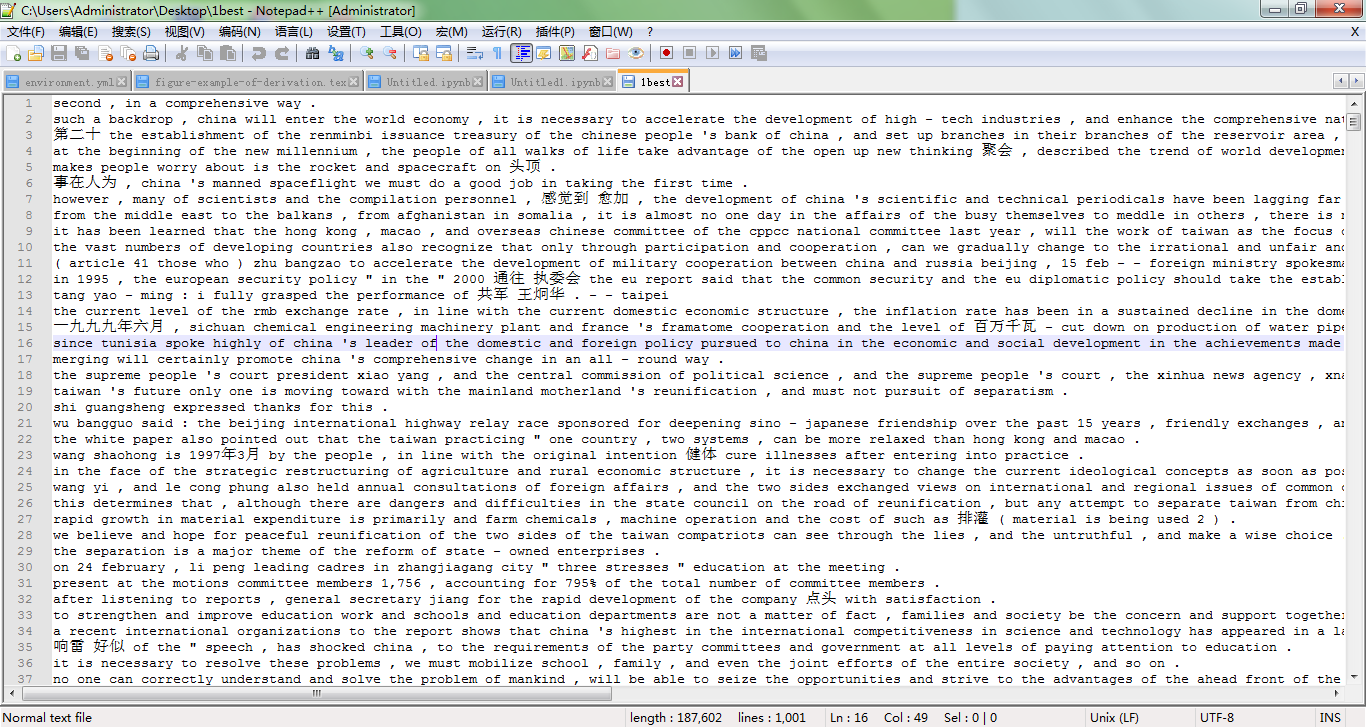 C:\Users\Administrator\Desktop\1best - Notepad++ [Administrator]
文件(F) 编辑(E) 搜索(S) 视图(V) 编码(N) 语言(L) 设置(T) 工具(O) 宏(M) 运行(R) 插件(P) 窗口(W) ? X
environment.yml figure-example-of-derivation.tex Untitled.ipynb Untitled1.ipynb 1best
1 second , in a comprehensive way .
2 such a backdrop , china will enter the world economy , it is necessary to accelerate the development of high - tech industries , and enhance the comprehensive nat
3 第二十 the establishment of the renminbi issuance treasury of the chinese people 's bank of china , and set up branches in their branches of the reservoir area ,
4 at the beginning of the new millennium , the people of all walks of life take advantage of the open up new thinking 聚会 , described the trend of world developmen
5 makes people worry about is the rocket and spacecraft on 头顶 .
6 事在人为 , china 's manned spaceflight we must do a good job in taking the first time .
7 however , many of scientists and the compilation personnel , 感觉到 愈加 , the development of china 's scientific and technical periodicals have been lagging far
8 from the middle east to the balkans , from afghanistan in somalia , it is almost no one day in the affairs of the busy themselves to meddle in others , there is
9 it has been learned that the hong kong , macao , and overseas chinese committee of the cppcc national committee last year , will the work of taiwan as the focus
10 the vast numbers of developing countries also recognize that only through participation and cooperation , can we gradually change to the irrational and unfair and
11 ( article 41 those who ) zhu bangzao to accelerate the development of military cooperation between china and russia beijing , 15 feb - - foreign ministry spokesma
12 in 1995 , the european security policy " in the " 2000 通往 执委会 the eu report said that the common security and the eu diplomatic policy should take the estab
13 tang yao - ming : i fully grasped the performance of 共军 王炯华 . - - taipei
14 the current level of the rmb exchange rate , in line with the current domestic economic structure , the inflation rate has been in a sustained decline in the dome
15 一九九九年六月 , sichuan chemical engineering machinery plant and france 's framatome cooperation and the level of 百万千瓦 - cut down on production of water pipe
16 since tunisia spoke highly of china 's leader of the domestic and foreign policy pursued to china in the economic and social development in the achievements made
17 merging will certainly promote china 's comprehensive change in an all - round way .
18 the supreme people 's court president xiao yang , and the central commission of political science , and the supreme people 's court , the xinhua news agency , xna
19 taiwan 's future only one is moving toward with the mainland motherland 's reunification , and must not pursuit of separatism .
20 shi guangsheng expressed thanks for this .
21 wu bangguo said : the beijing international highway relay race sponsored for deepening sino - japanese friendship over the past 15 years , friendly exchanges , an
22 the white paper also pointed out that the taiwan practicing " one country , two systems , can be more relaxed than hong kong and macao .
23 wang shaohong is 1997年3月 by the people , in line with the original intention 健体 cure illnesses after entering into practice .
24 in the face of the strategic restructuring of agriculture and rural economic structure , it is necessary to change the current ideological concepts as soon as pos
25 wang yi , and le cong phung also held annual consultations of foreign affairs , and the two sides exchanged views on international and regional issues of common
26 this determines that , although there are dangers and difficulties in the state council on the road of reunification , but any attempt to separate taiwan from chi
27 rapid growth in material expenditure is primarily and farm chemicals , machine operation and the cost of such as 排灌 ( material is being used 2 ) .
28 we believe and hope for peaceful reunification of the two sides of the taiwan compatriots can see through the lies , and the untruthful , and make a wise choice
29 the separation is a major theme of the reform of state - owned enterprises .
30 on 24 february , li peng leading cadres in zhangjiagang city " three stresses " education at the meeting .
31 present at the motions committee members 1,756 , accounting for 795% of the total number of committee members .
32 after listening to reports , general secretary jiang for the rapid development of the company 点头 with satisfaction .
33 to strengthen and improve education work and schools and education departments are not a matter of fact , families and society be the concern and support together
34 a recent international organizations to the report shows that china 's highest in the international competitiveness in science and technology has appeared in a la
35 响雷 好似 of the " speech , has shocked china , to the requirements of the party committees and government at all levels of paying attention to education .
36 it is necessary to resolve these problems , we must mobilize school , family , and even the joint efforts of the entire society , and so on .
37 no one can correctly understand and solve the problem of mankind , will be able to seize the opportunities and strive to the advantages of the ahead front of the
Normal text file length : 187,602 lines : 1,001 Ln : 16 Col : 49 Sel : 0 | 0 Unix (LF) UTF-8 INS